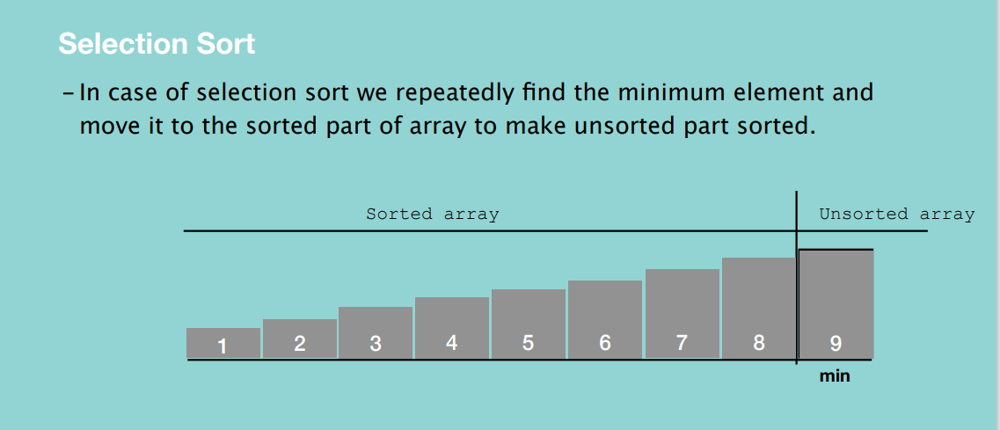 Selection Sort
– In case of selection sort we repeatedly find the minimum element and
move it to the sorted part of array to make unsorted part sorted.
Sorted array Unsorted array
1 2 3 4 5 6 7 8 9
min